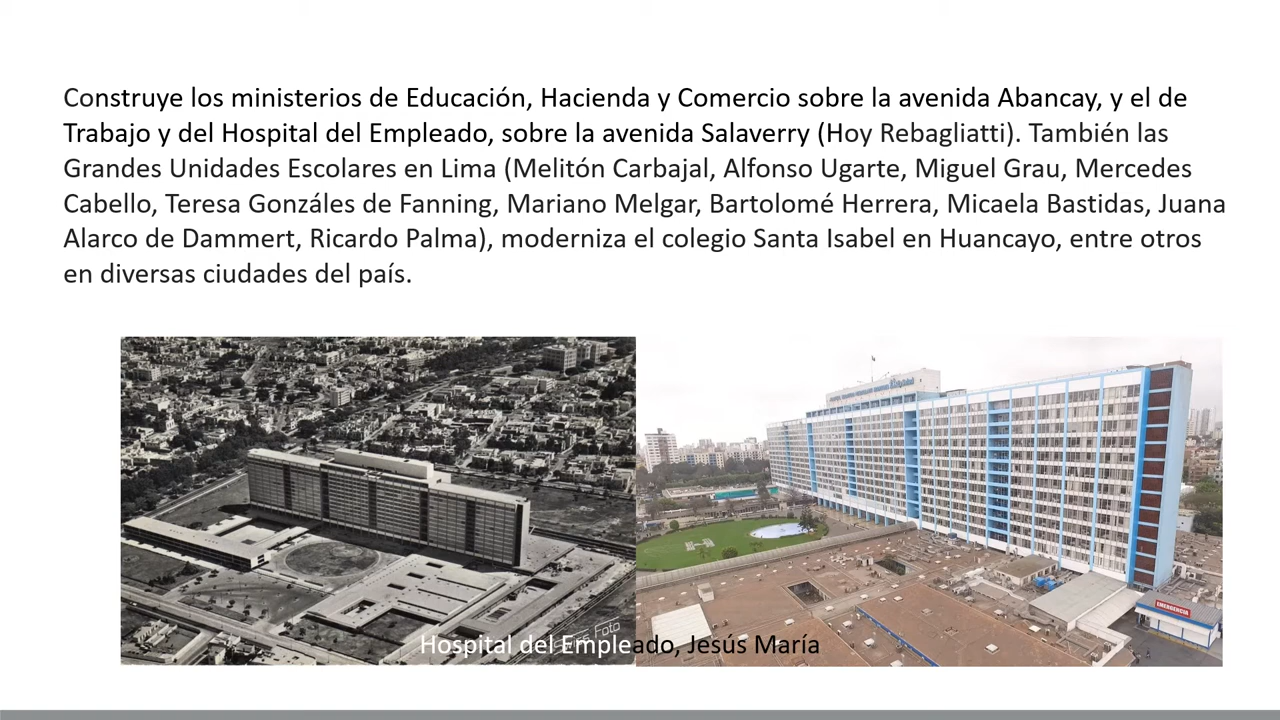 Construye los ministerios de Educación, Hacienda y Comercio sobre la avenida Abancay, y el de
Trabajo y del Hospital del Empleado, sobre la avenida Salaverry (Hoy Rebagliatti). También las
Grandes Unidades Escolares en Lima (Melitón Carbajal, Alfonso Ugarte, Miguel Grau, Mercedes
Cabello, Teresa Gonzáles de Fanning, Mariano Melgar, Bartolomé Herrera, Micaela Bastidas, Juana
Alarco de Dammert, Ricardo Palma), moderniza el colegio Santa Isabel en Huancayo, entre otros
en diversas ciudades del país.
EMERGENCIA
Foto
Hospital del Empleado, Jesús María